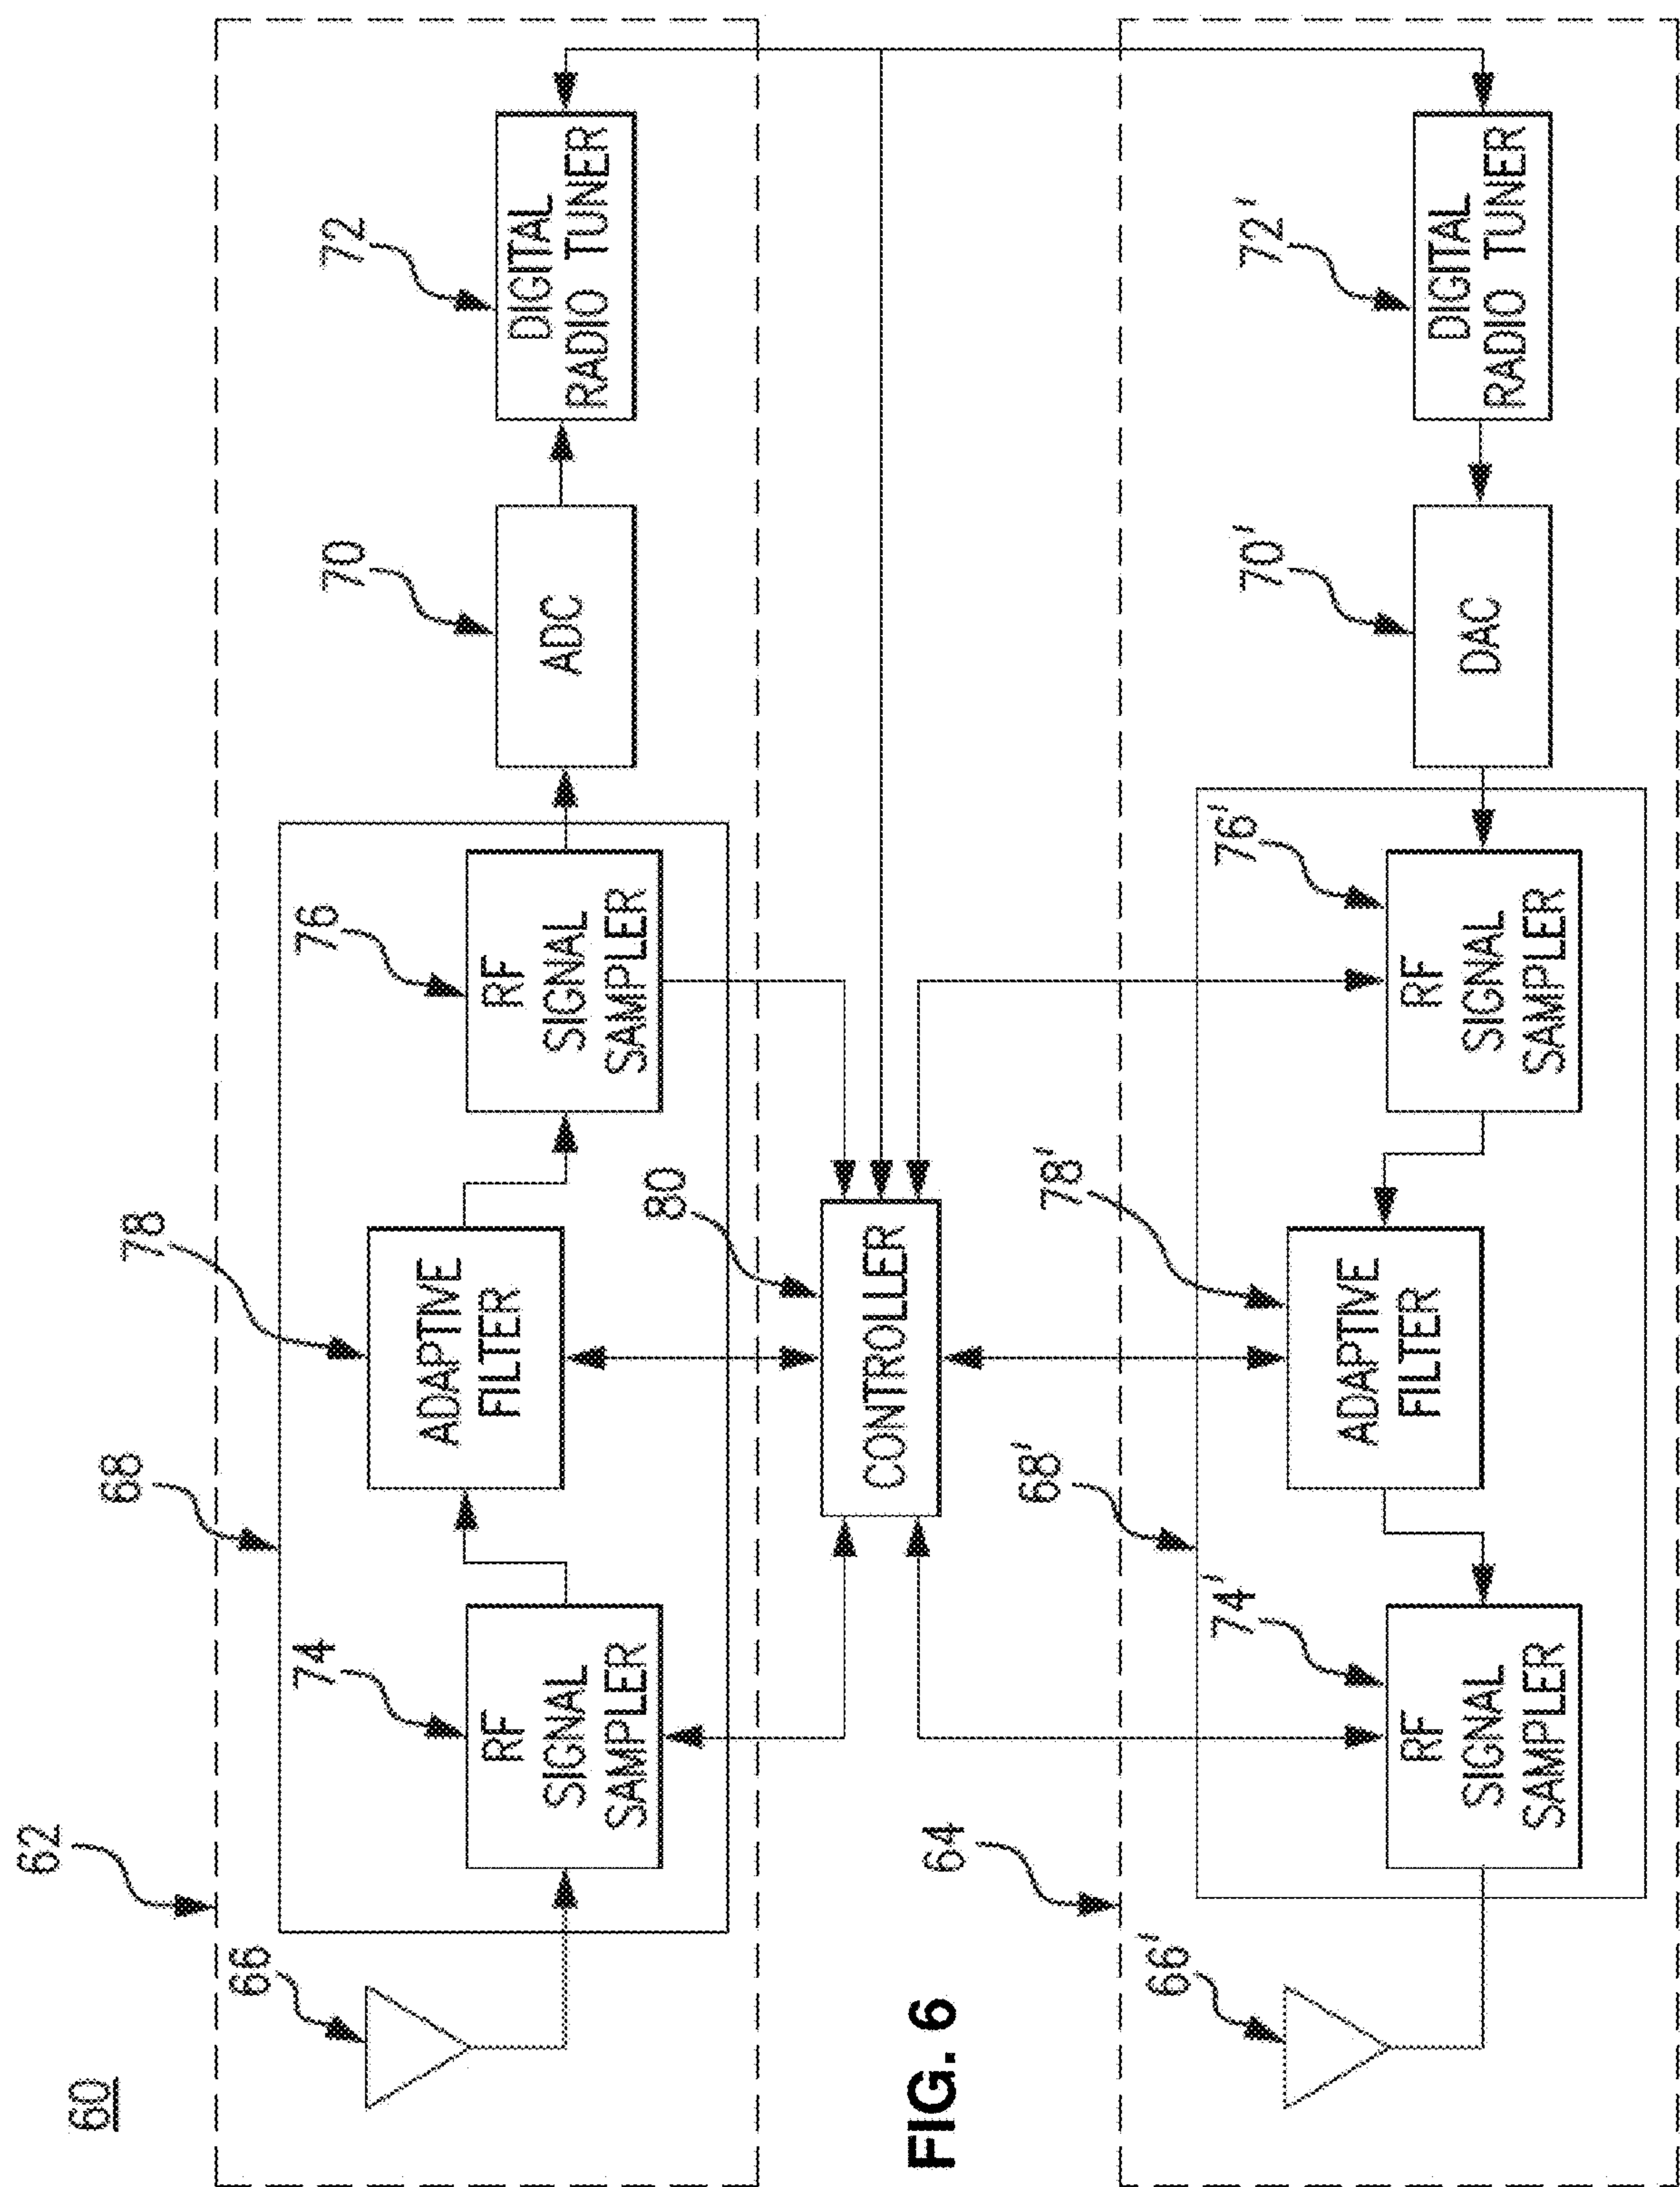 60
62
66
68
74
RF
SIGNAL
SAMPLER
78
ADAPTIVE
FILTER
76
RF
SIGNAL
SAMPLER
70
ADC
72
DIGITAL
RADIO TUNER
80
CONTROLLER
FIG. 6
64
66'
68'
74'
RF
SIGNAL
SAMPLER
78'
ADAPTIVE
FILTER
76'
RF
SIGNAL
SAMPLER
70'
DAC
72'
DIGITAL
RADIO TUNER